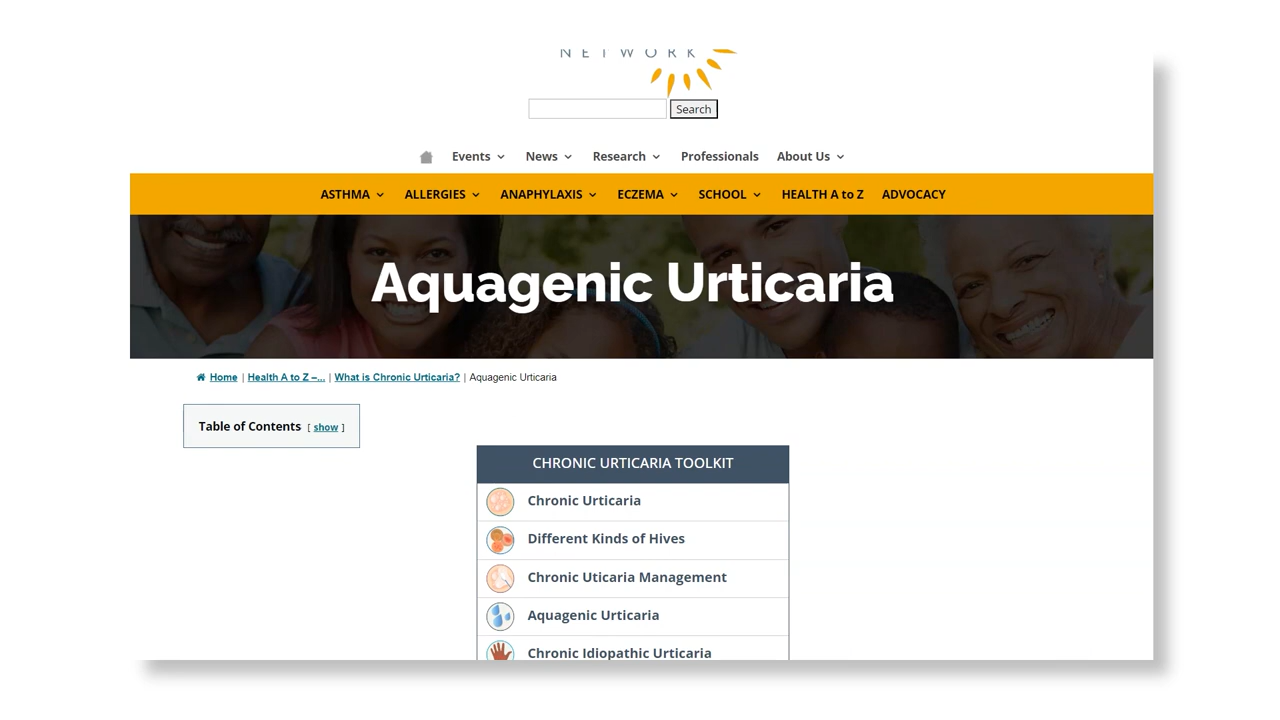 NETWORK
Search
Events News Research Professionals About Us
ASTHMA ALLERGIES ANAPHYLAXIS ECZEMA SCHOOL HEALTH A to Z ADVOCACY
Aquagenic Urticaria
Home | Health A to Z –... | What is Chronic Urticaria? | Aquagenic Urticaria
Table of Contents [ show ]
CHRONIC URTICARIA TOOLKIT
Chronic Urticaria
Different Kinds of Hives
Chronic Uticaria Management
Aquagenic Urticaria
Chronic Idiopathic Urticaria